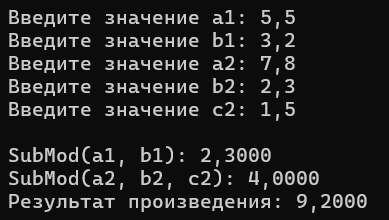 Введите значение a1: 5,5
Введите значение b1: 3,2
Введите значение a2: 7,8
Введите значение b2: 2,3
Введите значение c2: 1,5
SubMod(a1, b1): 2,3000
SubMod(a2, b2, c2): 4,0000
Результат произведения: 9,2000